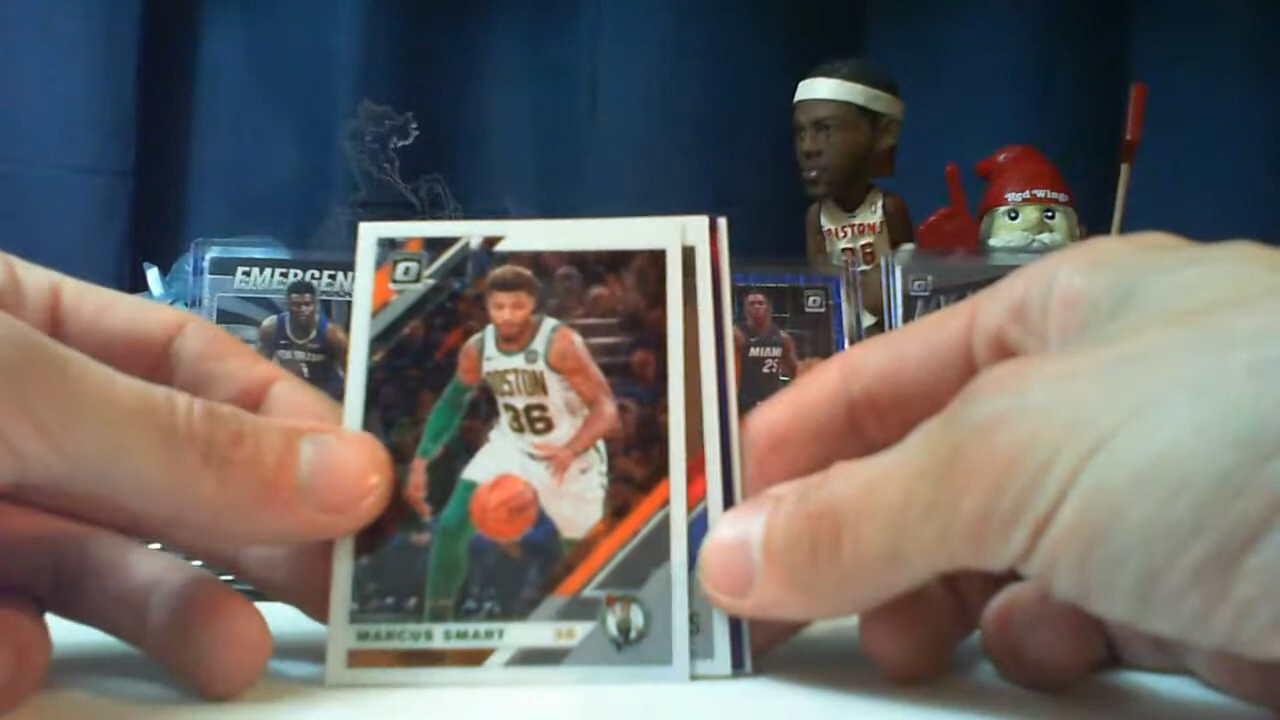 Red Wings
PISTONS
EMERGEN
MIAMI
BOSTON
36
MARCUS SMART